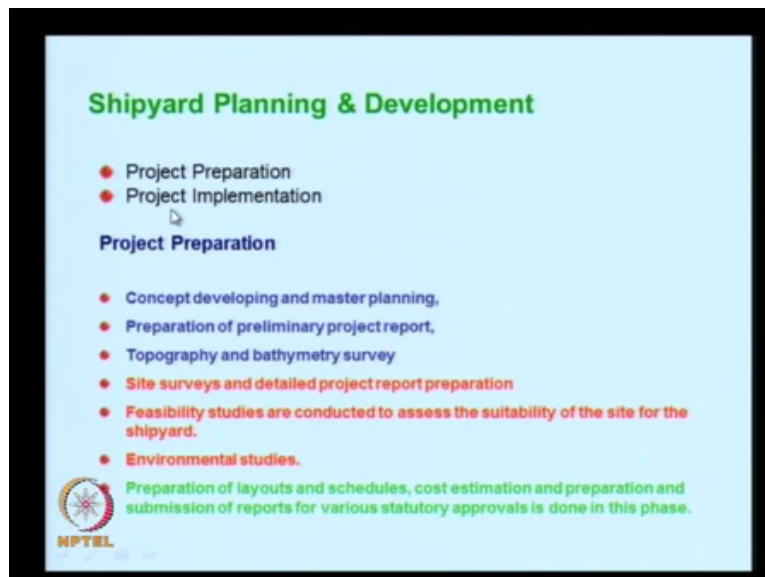 Shipyard Planning & Development
Project Preparation
Project Implementation
Project Preparation
Concept developing and master planning,
Preparation of preliminary project report,
Topography and bathymetry survey
Site surveys and detailed project report preparation
Feasibility studies are conducted to assess the suitability of the site for the
shipyard.
Environmental studies.
Preparation of layouts and schedules, cost estimation and preparation and
submission of reports for various statutory approvals is done in this phase.
NPTEL